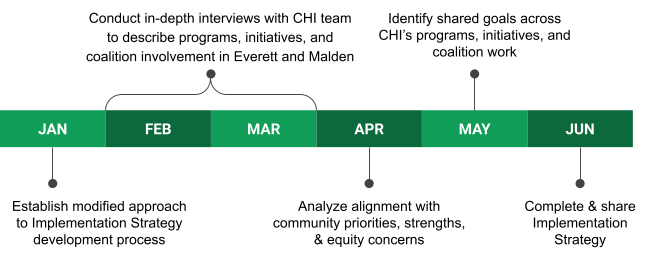 Conduct in-depth interviews with CHI team
to describe programs, initiatives, and
coalition involvement in Everett and Malden
Identify shared goals across
CHI's programs, initiatives, and
coalition work
JAN
FEB
MAR
APR
MAY
JUN
Establish modified approach
to Implementation Strategy
development process
Analyze alignment with
community priorities, strengths,
& equity concerns
Complete & share
Implementation
Strategy